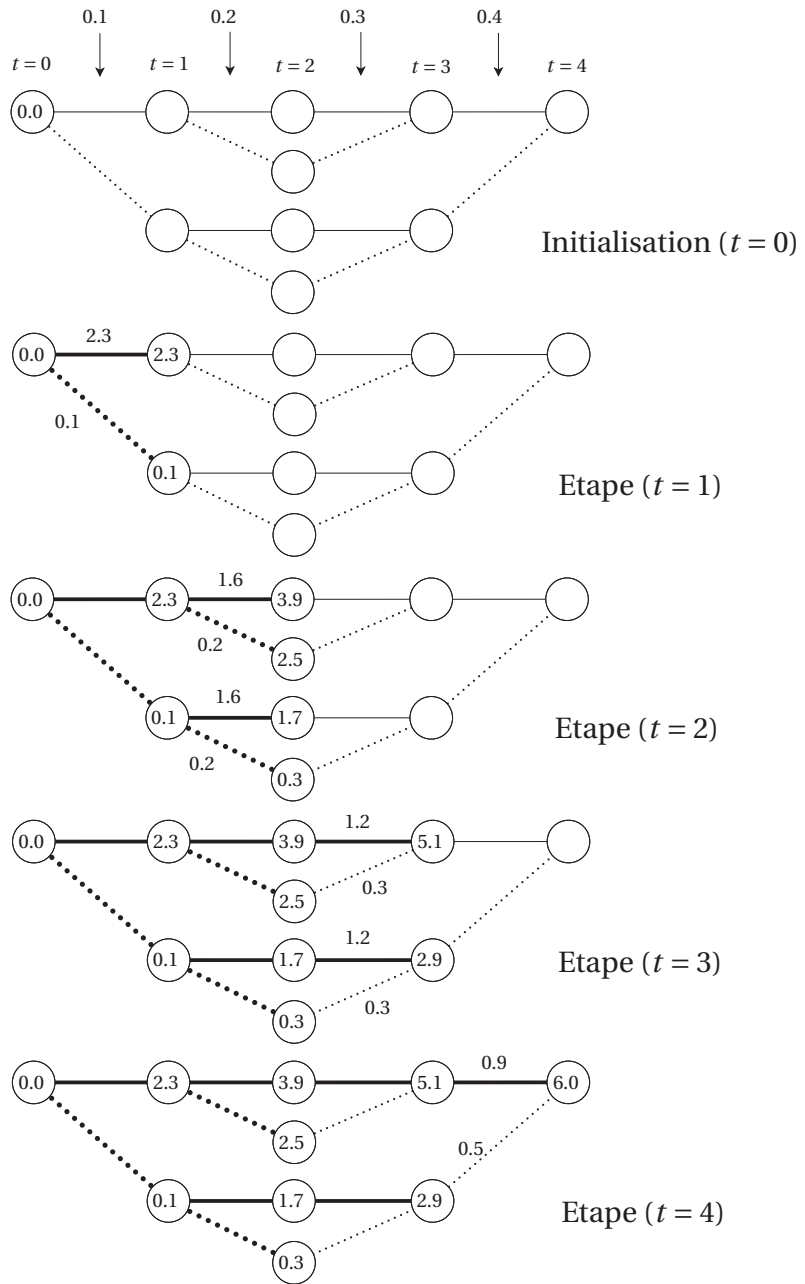 0.1 0.2 0.3 0.4
t = 0 t = 1 t = 2 t = 3 t = 4
0.0
Initialisation (t = 0)
2.3
0.0 2.3
0.1
0.1
Etape (t = 1)
1.6
0.0 2.3 3.9
0.2
2.5
1.6
0.1 1.7
Etape (t = 2)
0.2
0.3
1.2
0.0 2.3 3.9 5.1
0.3
2.5
1.2
0.1 1.7 2.9
Etape (t = 3)
0.3
0.3
0.9
0.0 2.3 3.9 5.1 6.0
2.5
0.5
0.1 1.7 2.9
Etape (t = 4)
0.3